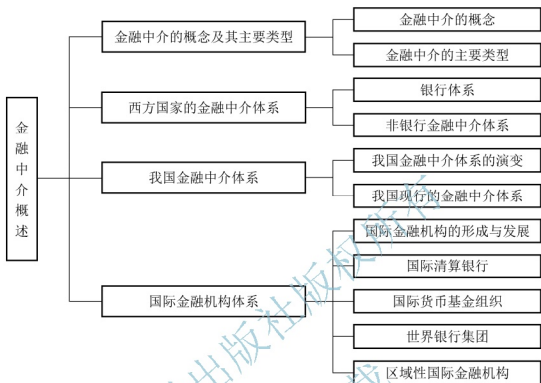 金融中介概述
金融中介的概念及其主要类型
金融中介的概念
金融中介的主要类型
西方国家的金融中介体系
银行体系
非银行金融中介体系
我国金融中介体系
我国金融中介体系的演变
我国现行的金融中介体系
国际金融机构体系
国际金融机构的形成与发展
国际清算银行
国际货币基金组织
世界银行集团
区域性国际金融机构
出版社版权所有